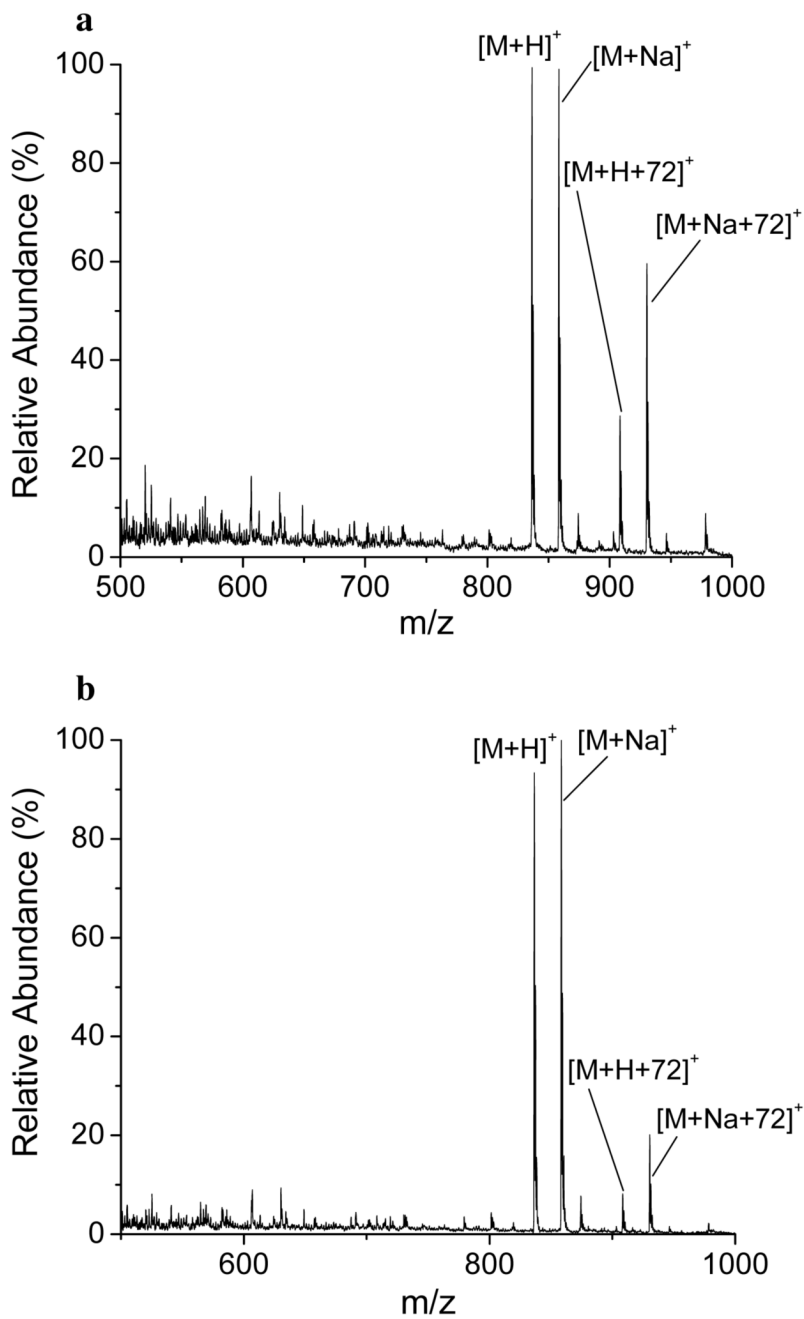 a
[M+H]+
[M+Na]+
[M+H+72]+
[M+Na+72]+
Relative Abundance (%)
100
80
60
40
20
0
500 600 700 800 900 1000
m/z
b
[M+H]+
[M+Na]+
[M+H+72]+
[M+Na+72]+
Relative Abundance (%)
100
80
60
40
20
0
600 800 1000
m/z